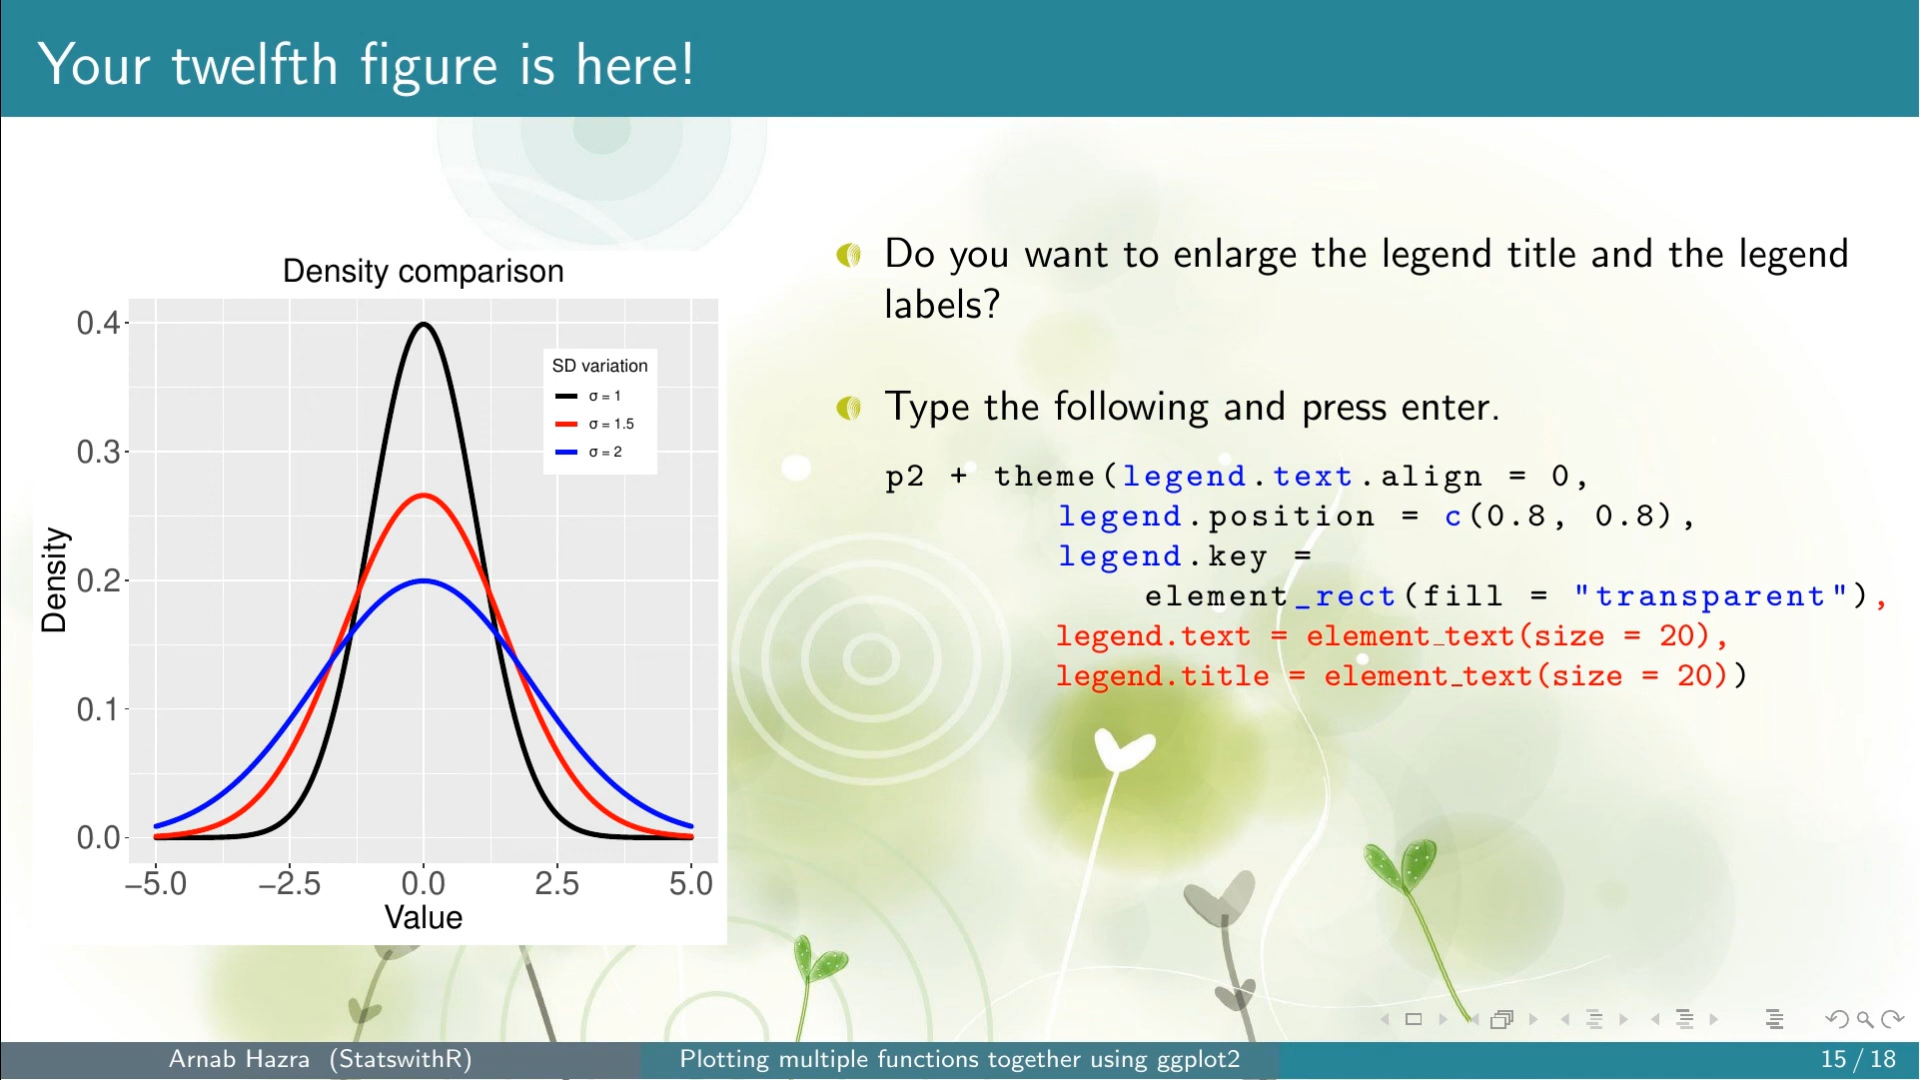 Your twelfth figure is here!
Density comparison
0.4
0.3
0.2
0.1
0.0
Density
−5.0 −2.5 0.0 2.5 5.0
Value
SD variation
σ = 1
σ = 1.5
σ = 2
Do you want to enlarge the legend title and the legend
labels?
Type the following and press enter.
p2 + theme(legend.text.align = 0,
legend.position = c(0.8, 0.8),
legend.key =
element_rect(fill = "transparent"),
legend.text = element_text(size = 20),
legend.title = element_text(size = 20))
Arnab Hazra (StatswithR)
Plotting multiple functions together using ggplot2
15 / 18